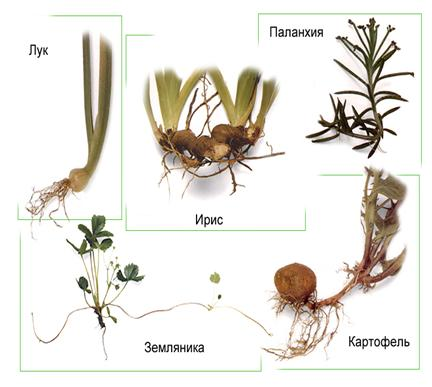 Лук
Паланхия
Ирис
Земляника
Картофель